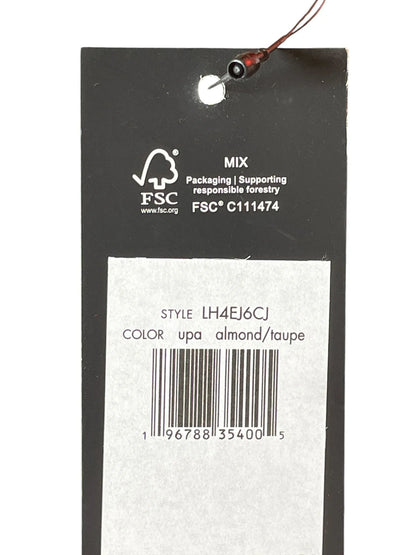 MIX
Packaging | Supporting
responsible forestry
FSC® C111474
FSC
www.fsc.org
STYLE LH4EJ6CJ
COLOR upa almond/taupe
1 96788 35400 5